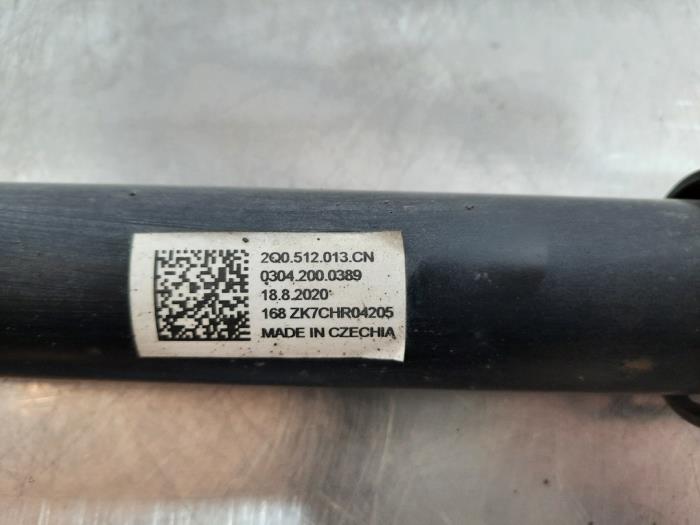 2Q0.512.013.CN
0304.200.0389
18.8.2020
168 ZK7CHR04205
MADE IN CZECHIA